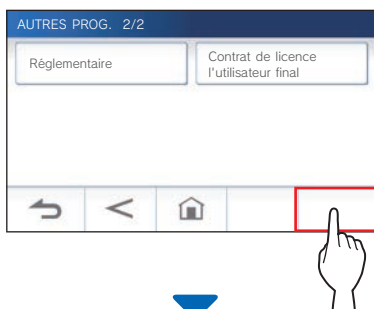 AUTRES PROG. 2/2
Réglementaire
Contrat de licence
l'utilisateur final